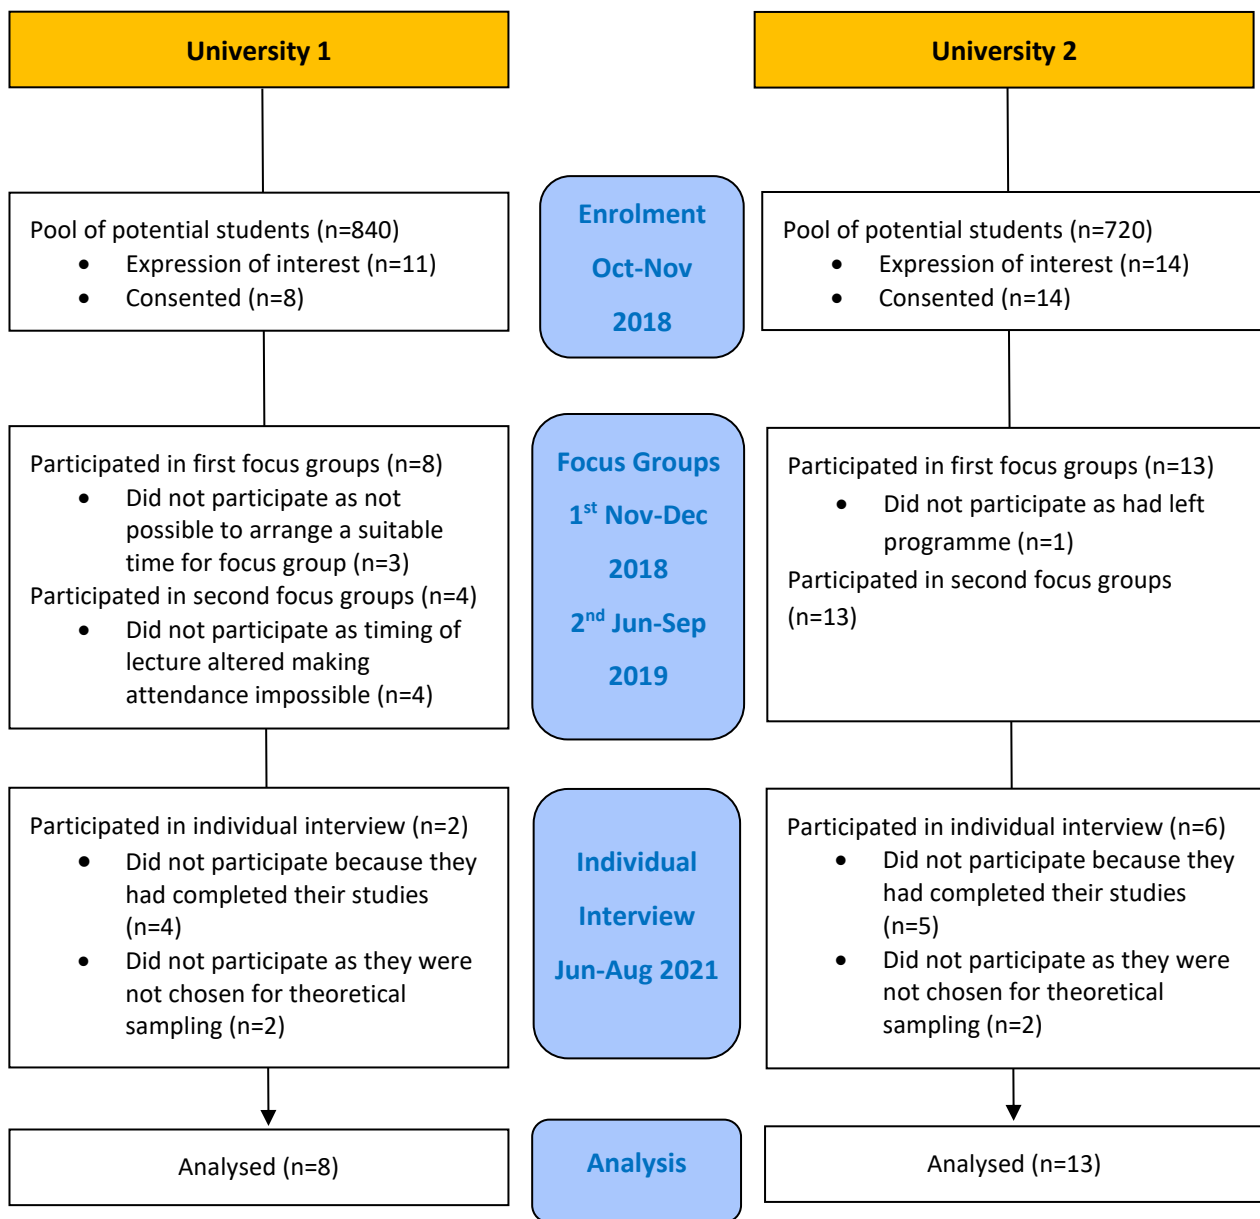 University 1
University 2
Pool of potential students (n=840)
• Expression of interest (n=11)
• Consented (n=8)
Enrolment
Oct-Nov
2018
Pool of potential students (n=720)
• Expression of interest (n=14)
• Consented (n=14)
Participated in first focus groups (n=8)
• Did not participate as not
possible to arrange a suitable
time for focus group (n=3)
Participated in second focus groups (n=4)
• Did not participate as timing of
lecture altered making
attendance impossible (n=4)
Focus Groups
1st Nov-Dec
2018
2nd Jun-Sep
2019
Participated in first focus groups (n=13)
• Did not participate as had left
programme (n=1)
Participated in second focus groups
(n=13)
Participated in individual interview (n=2)
• Did not participate because they
had completed their studies
(n=4)
• Did not participate as they were
not chosen for theoretical
sampling (n=2)
Individual
Interview
Jun-Aug 2021
Participated in individual interview (n=6)
• Did not participate because they
had completed their studies
(n=5)
• Did not participate as they were
not chosen for theoretical
sampling (n=2)
Analysed (n=8)
Analysis
Analysed (n=13)